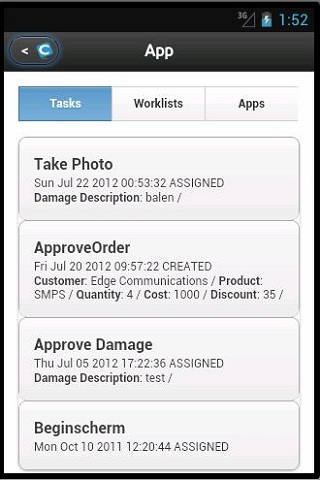 3G 1:52
< App
Tasks Worklists Apps
Take Photo
Sun Jul 22 2012 00:53:32 ASSIGNED
Damage Description: balen /
ApproveOrder
Fri Jul 20 2012 09:57:22 CREATED
Customer: Edge Communications / Product:
SMPS / Quantity: 4 / Cost: 1000 / Discount: 35 /
Approve Damage
Thu Jul 05 2012 17:22:36 ASSIGNED
Damage Description: test /
Beginscherm
Mon Oct 10 2011 12:20:44 ASSIGNED